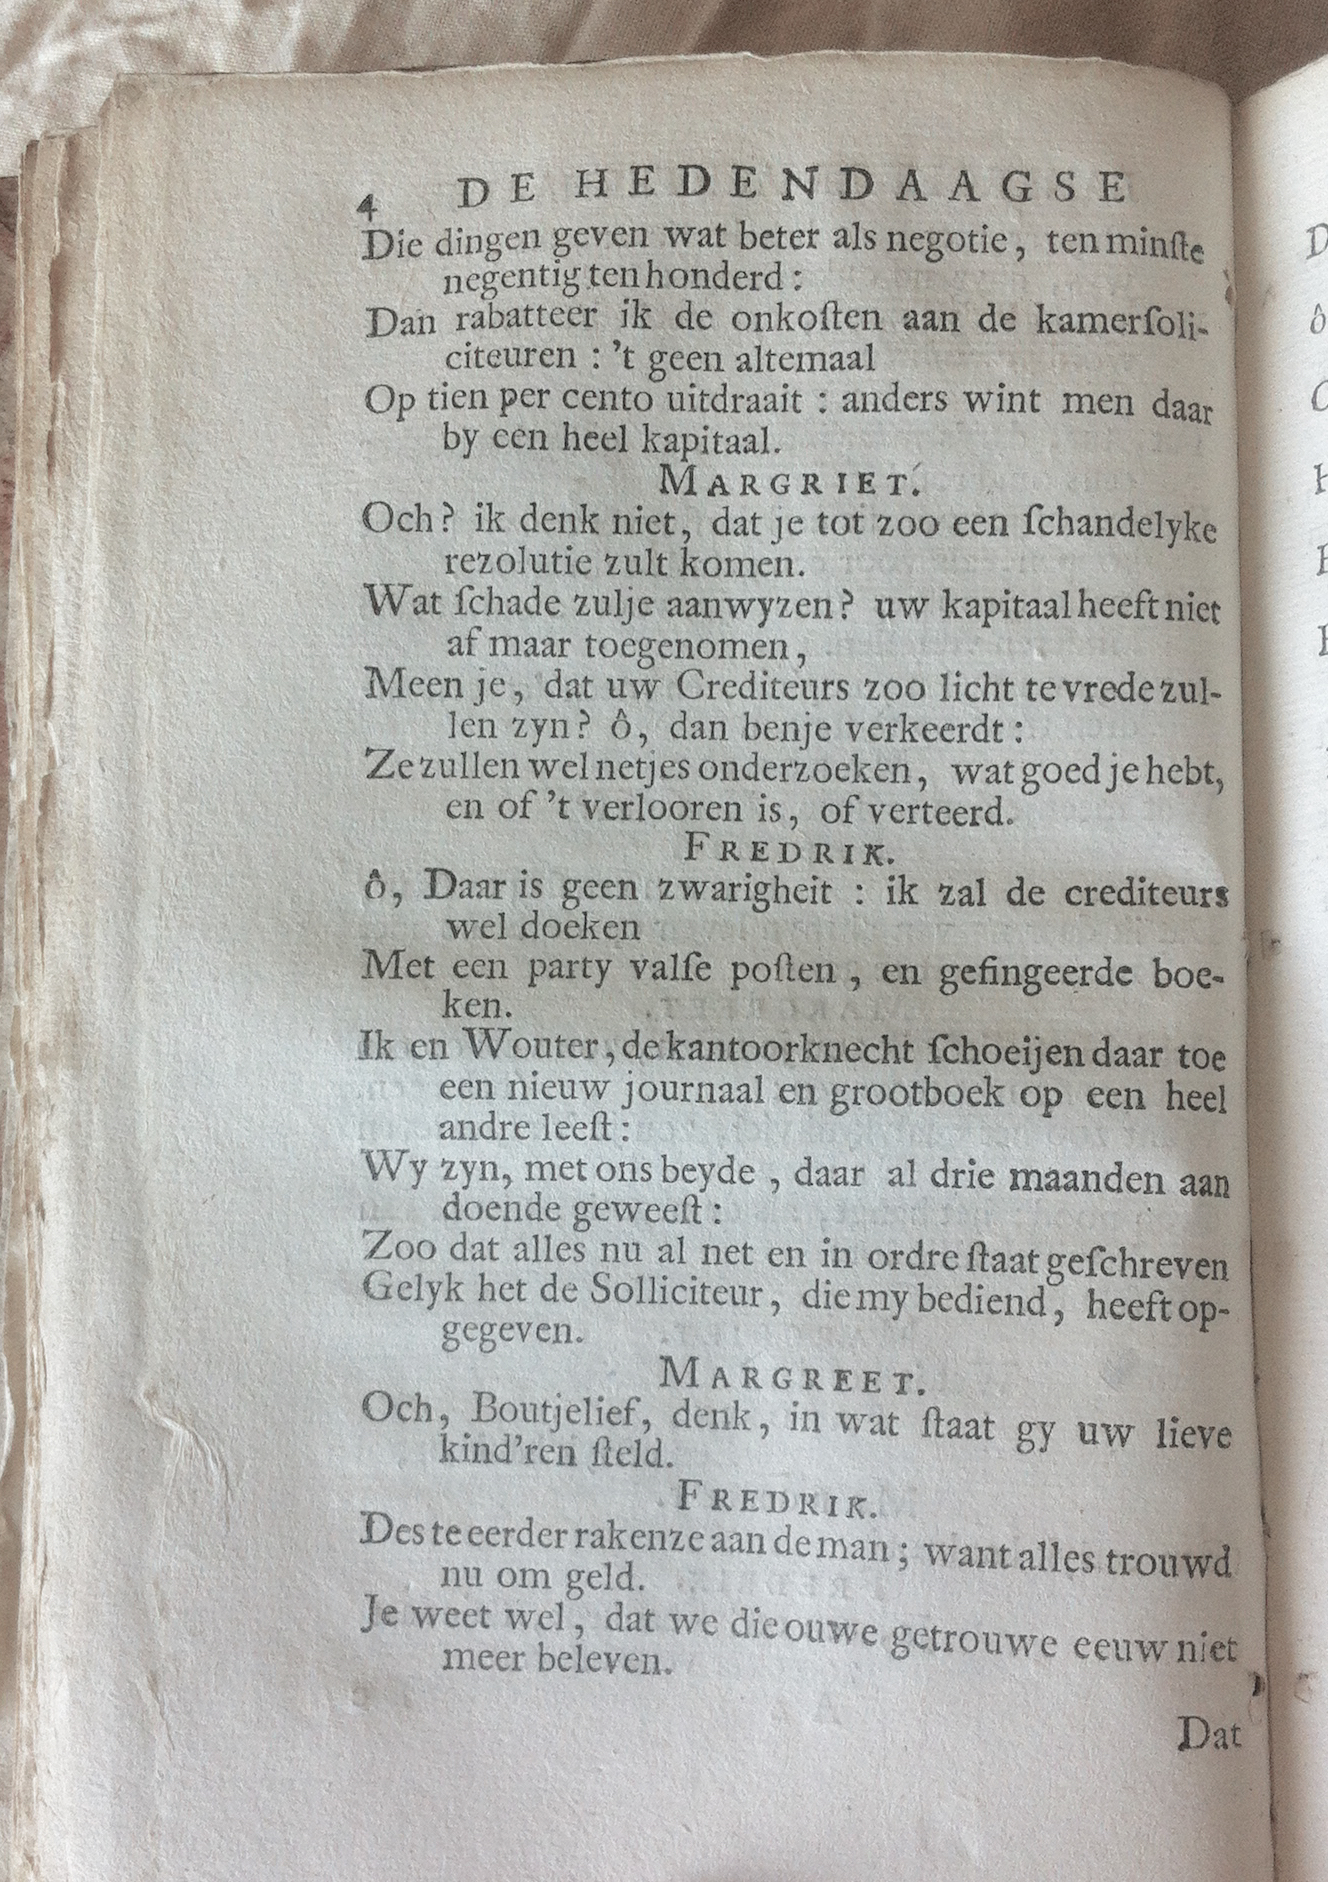 4 DE HEDENDAAGSE
Die dingen geven wat beter als negotie, ten minſte
negentig ten honderd:
Dan rabatteer ik de onkoſten aan de kamerſoli-
citeuren : 't geen altemaal
Op tien per cento uitdraait : anders wint men daar
by een heel kapitaal.
MARGRIET.
Och? ik denk niet, dat je tot zoo een ſchandelyke
rezolutie zult komen.
Wat ſchade zulje aanwyzen? uw kapitaal heeft niet
af maar toegenomen,
Meen je, dat uw Crediteurs zoo licht te vrede zul-
len zyn? ô, dan benje verkeerdt:
Ze zullen wel netjes onderzoeken, wat goed je hebt,
en of 't verlooren is, of verteerd.
FREDRIK.
ô, Daar is geen zwarigheit : ik zal de crediteurs
wel doeken
Met een party valſe poſten, en gefingeerde boe-
ken.
Ik en Wouter, de kantoorknecht ſchoeijen daar toe
een nieuw journaal en grootboek op een heel
andre leeſt:
Wy zyn, met ons beyde, daar al drie maanden aan
doende geweeſt:
Zoo dat alles nu al net en in ordre ſtaat geſchreven
Gelyk het de Solliciteur, die my bediend, heeft op-
gegeven.
MARGREET.
Och, Boutjelief, denk, in wat ſtaat gy uw lieve
kind'ren ſteld.
FREDRIK.
Des te eerder rakenze aan de man; want alles trouwd
nu om geld.
Je weet wel, dat we die ouwe getrouwe eeuw niet
meer beleven.
Dat